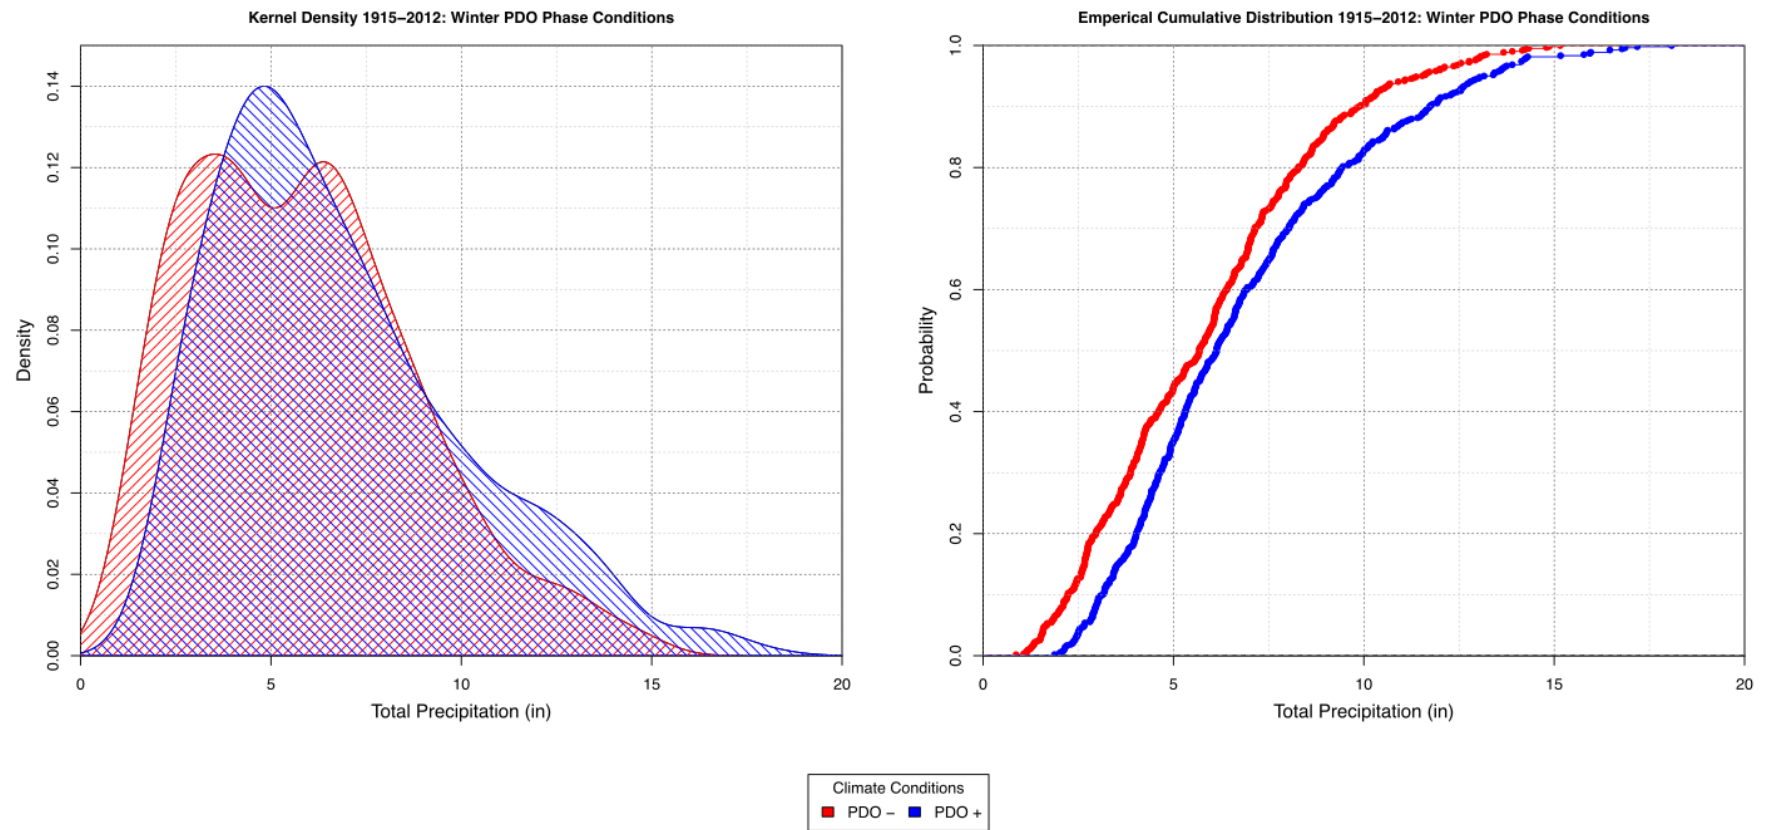 Kernel Density 1915–2012: Winter PDO Phase Conditions
0.14
0.12
0.10
0.08
0.06
0.04
0.02
0.00
Density
0 5 10 15 20
Total Precipitation (in)
Emperical Cumulative Distribution 1915–2012: Winter PDO Phase Conditions
1.0
0.8
0.6
0.4
0.2
0.0
Probability
0 5 10 15 20
Total Precipitation (in)
Climate Conditions
PDO – PDO +